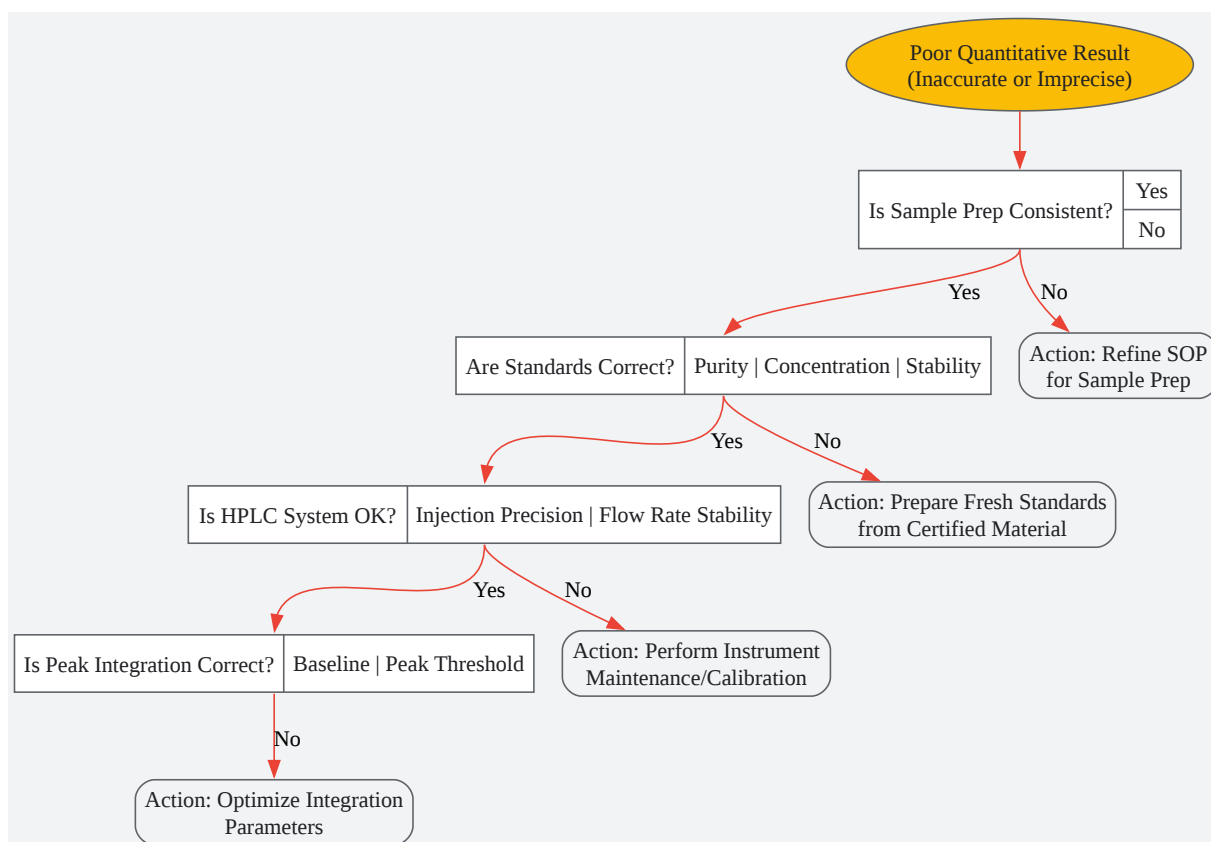 Poor Quantitative Result
(Inaccurate or Imprecise)
Is Sample Prep Consistent?
Yes
No
Yes
No
Action: Refine SOP
for Sample Prep
Are Standards Correct?
Purity | Concentration | Stability
Yes
No
Action: Prepare Fresh Standards
from Certified Material
Is HPLC System OK?
Injection Precision | Flow Rate Stability
Yes
No
Action: Perform Instrument
Maintenance/Calibration
Is Peak Integration Correct?
Baseline | Peak Threshold
No
Action: Optimize Integration
Parameters